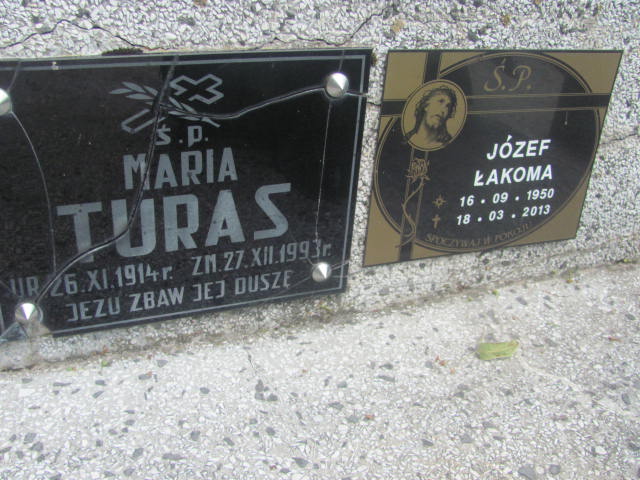 Ś.P.
MARIA
TURAS
UR. 26.XI.1914r. ZM. 27.XII.1993r.
JEZU ZBAW JEJ DUSZĘ
Ś.P.
JÓZEF
ŁAKOMA
16 · 09 · 1950
18 · 03 · 2013
SPOCZYWAJ W POKOJU